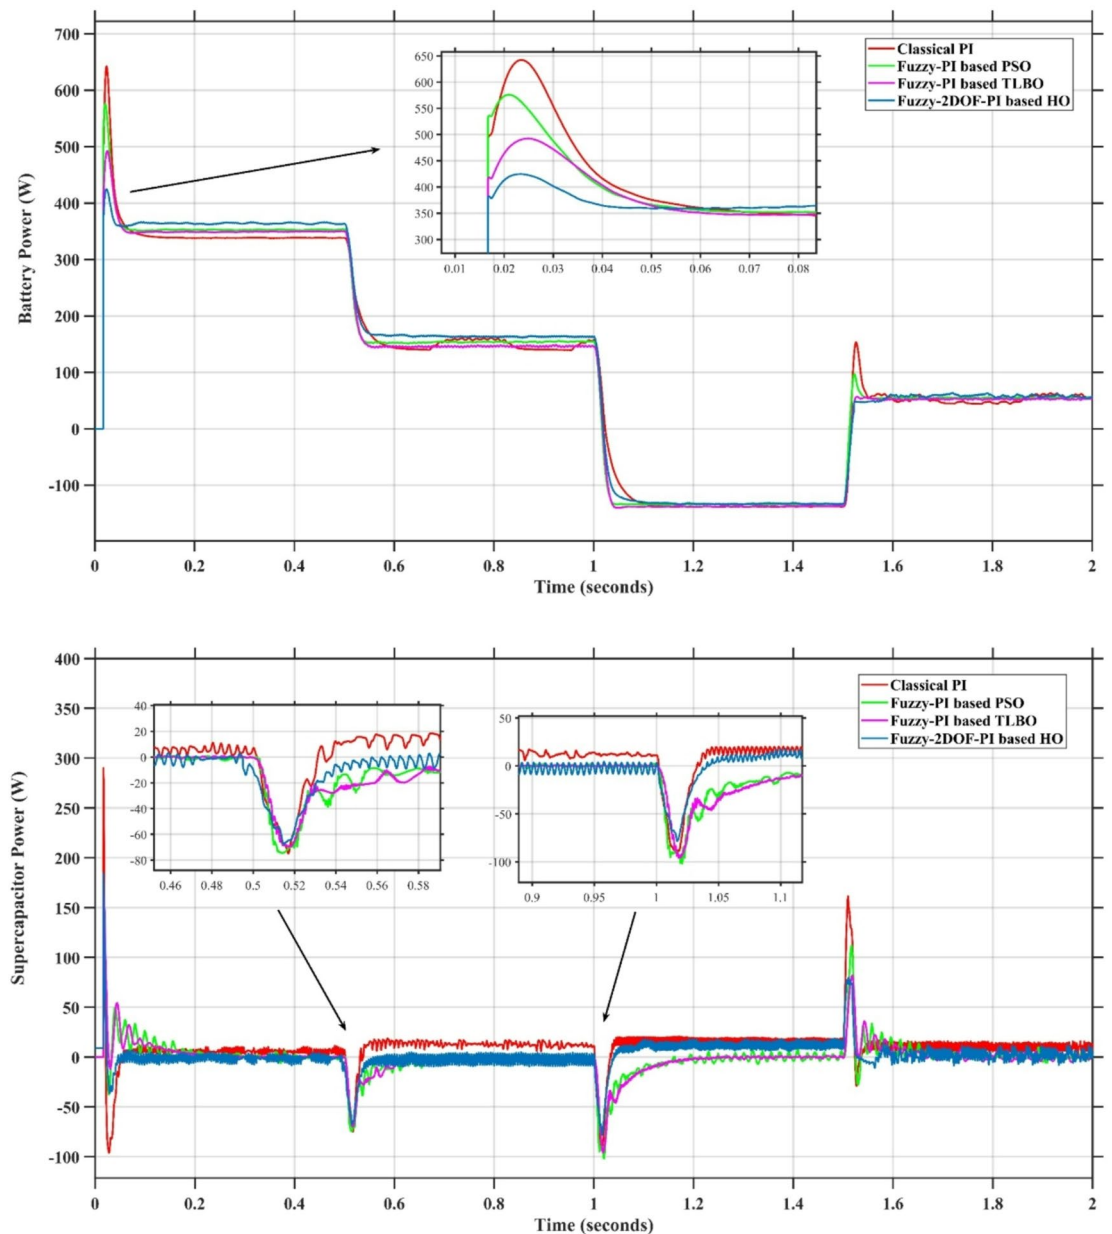 700
600
500
400
300
200
100
0
-100
Battery Power (W)
650
600
550
500
450
400
350
300
0.01 0.02 0.03 0.04 0.05 0.06 0.07 0.08
Classical PI
Fuzzy-PI based PSO
Fuzzy-PI based TLBO
Fuzzy-2DOF-PI based HO
0 0.2 0.4 0.6 0.8 1 1.2 1.4 1.6 1.8 2
Time (seconds)
400
350
300
250
200
150
100
50
0
-50
-100
Supercapacitor Power (W)
40
20
0
-20
-40
-60
-80
0.46 0.48 0.5 0.52 0.54 0.56 0.58
50
0
-50
-100
0.9 0.95 1 1.05 1.1
Classical PI
Fuzzy-PI based PSO
Fuzzy-PI based TLBO
Fuzzy-2DOF-PI based HO
0 0.2 0.4 0.6 0.8 1 1.2 1.4 1.6 1.8 2
Time (seconds)